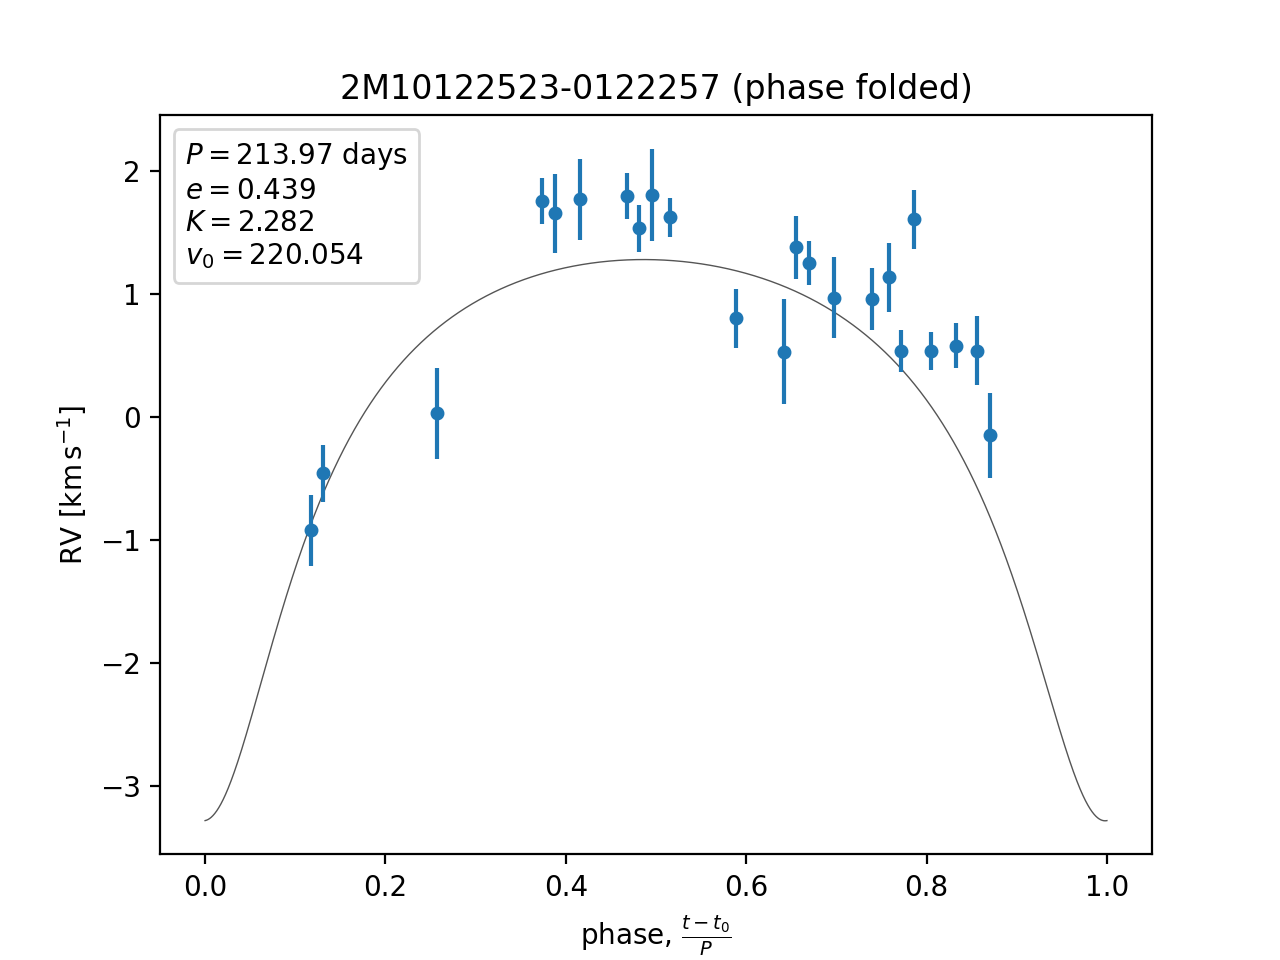 2M10122523-0122257 (phase folded)
P = 213.97 days
e = 0.439
K = 2.282
v₀ = 220.054
2
1
0
−1
−2
−3
RV [km s⁻¹]
0.0 0.2 0.4 0.6 0.8 1.0
phase, (t − t₀)/P